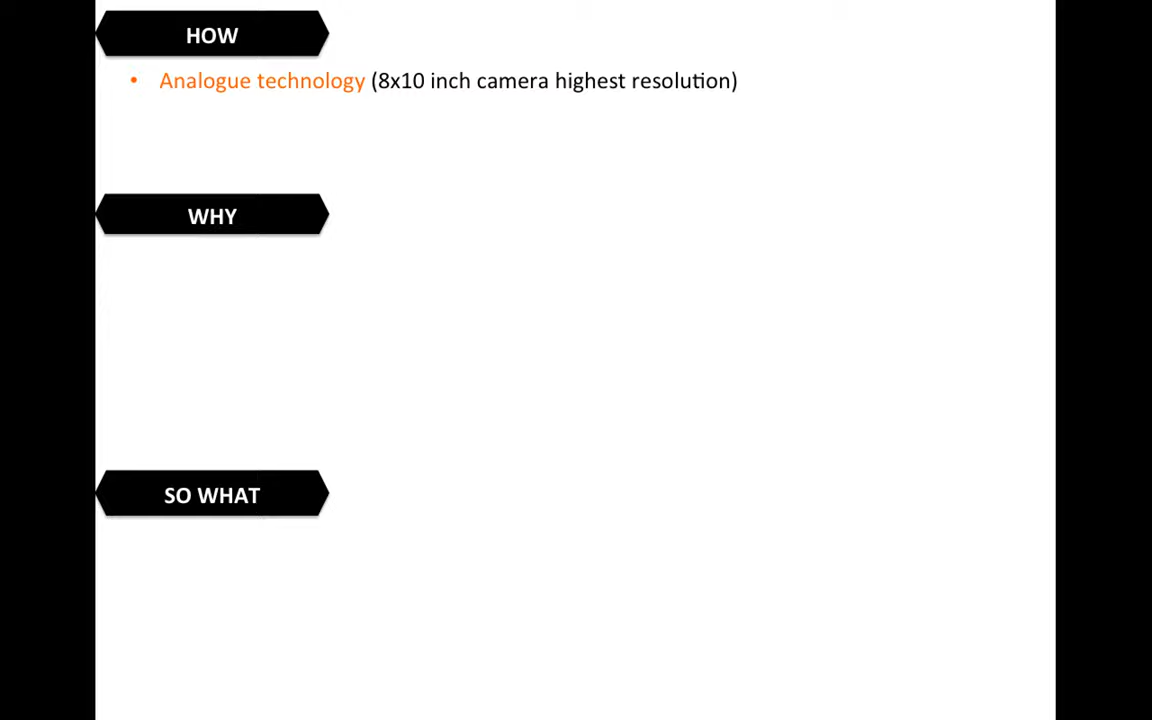 HOW
• Analogue technology (8x10 inch camera highest resolution)
WHY
SO WHAT